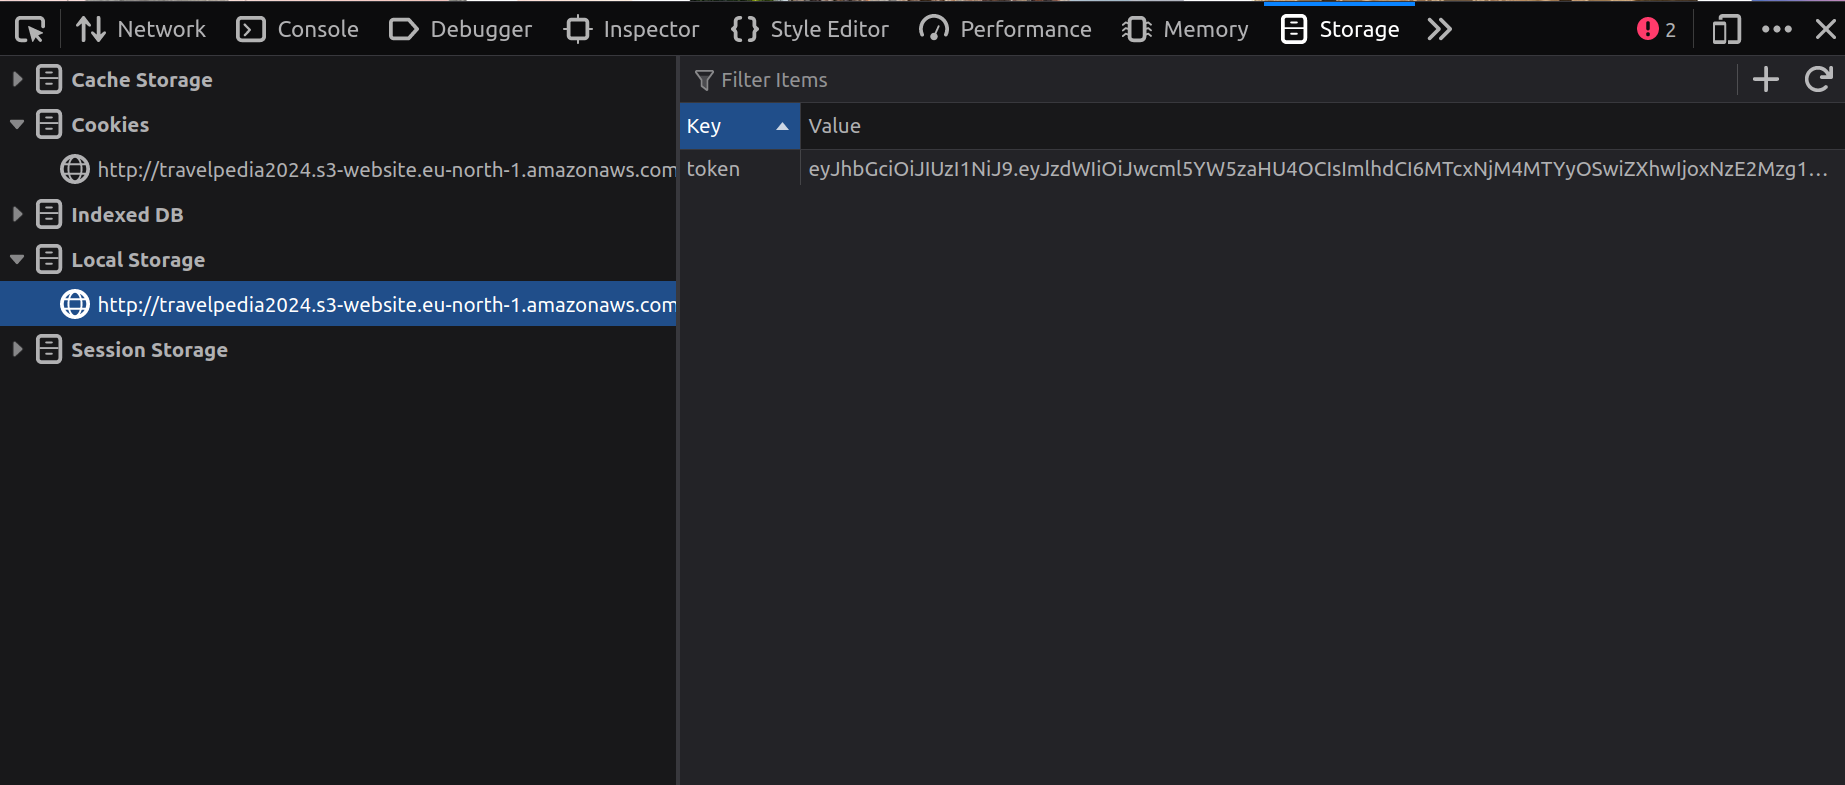 Network Console Debugger Inspector Style Editor Performance Memory Storage 2
Cache Storage
Cookies
http://travelpedia2024.s3-website.eu-north-1.amazonaws.com
Indexed DB
Local Storage
http://travelpedia2024.s3-website.eu-north-1.amazonaws.com
Session Storage
Filter Items
Key Value
token eyJhbGciOiJIUzI1NiJ9.eyJzdWIiOiJwcml5YW5zaHU4OCIsImlhdCI6MTcxNjM4MTYyOSwiZXhwIjoxNzE2Mzg1…